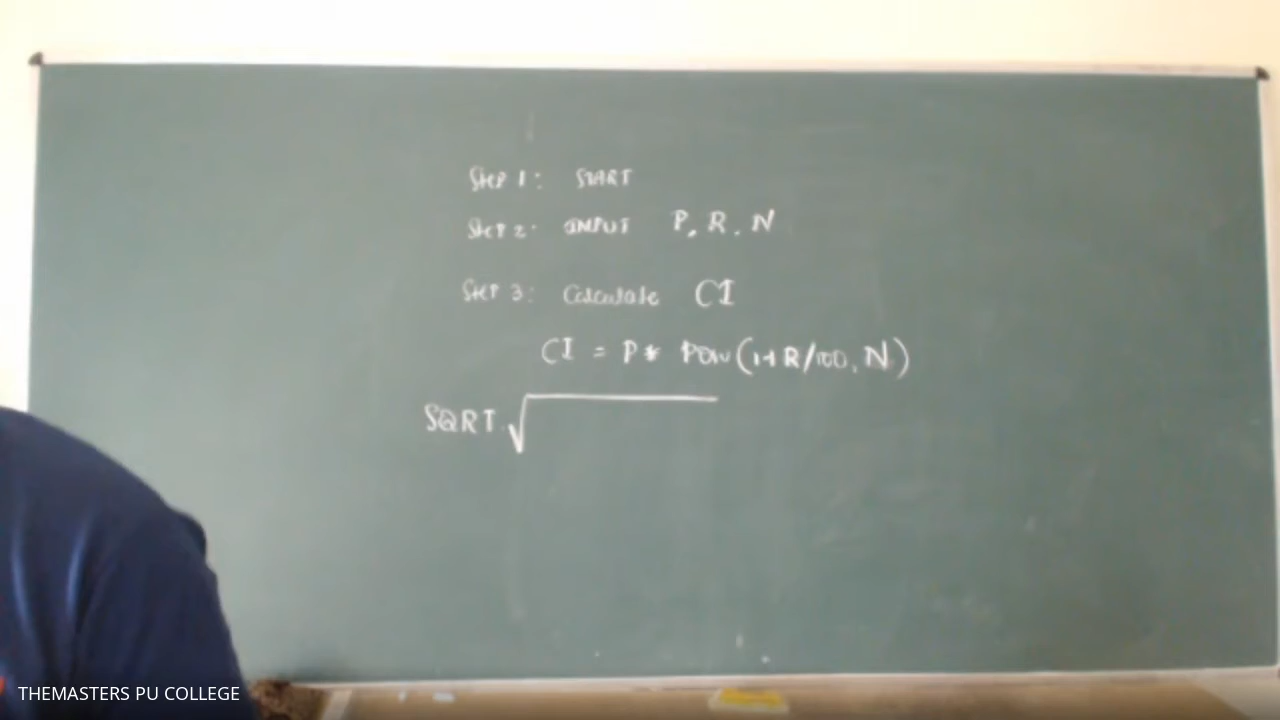 Step 1: START
Step 2: INPUT P, R, N
Step 3: Calculate CI
CI = P * POW(1+R/100, N)
SQRT √
THEMASTERS PU COLLEGE